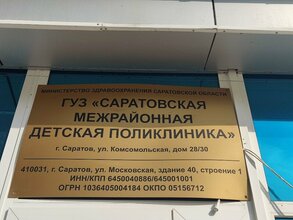 МИНИСТЕРСТВО ЗДРАВООХРАНЕНИЯ САРАТОВСКОЙ ОБЛАСТИ
ГУЗ «САРАТОВСКАЯ
МЕЖРАЙОННАЯ
ДЕТСКАЯ ПОЛИКЛИНИКА»
г. Саратов, ул. Комсомольская, дом 28/30
410031, г. Саратов, ул. Московская, здание 40, строение 1
ИНН/КПП 6450040886/645001001
ОГРН 1036405004184 ОКПО 05156712